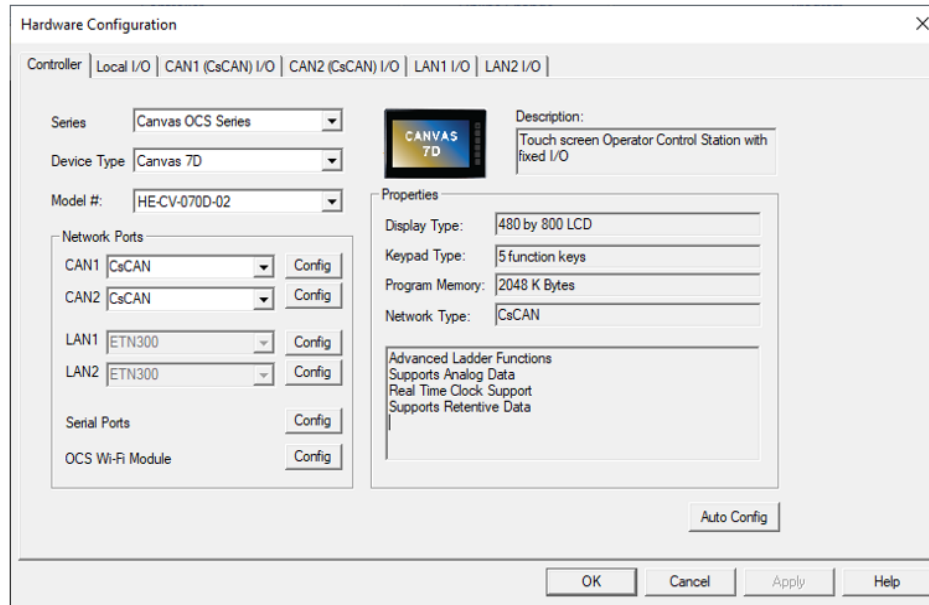 Hardware Configuration
Controller
Local I/O
CAN1 (CsCAN) I/O
CAN2 (CsCAN) I/O
LAN1 I/O
LAN2 I/O
Series
Canvas OCS Series
Device Type
Canvas 7D
Model #:
HE-CV-070D-02
Network Ports
CAN1
CsCAN
Config
CAN2
CsCAN
Config
LAN1
ETN300
Config
LAN2
ETN300
Config
Serial Ports
Config
OCS Wi-Fi Module
Config
CANVAS
7D
Description:
Touch screen Operator Control Station with
fixed I/O
Properties
Display Type:
480 by 800 LCD
Keypad Type:
5 function keys
Program Memory:
2048 K Bytes
Network Type:
CsCAN
Advanced Ladder Functions
Supports Analog Data
Real Time Clock Support
Supports Retentive Data
Auto Config
OK
Cancel
Apply
Help